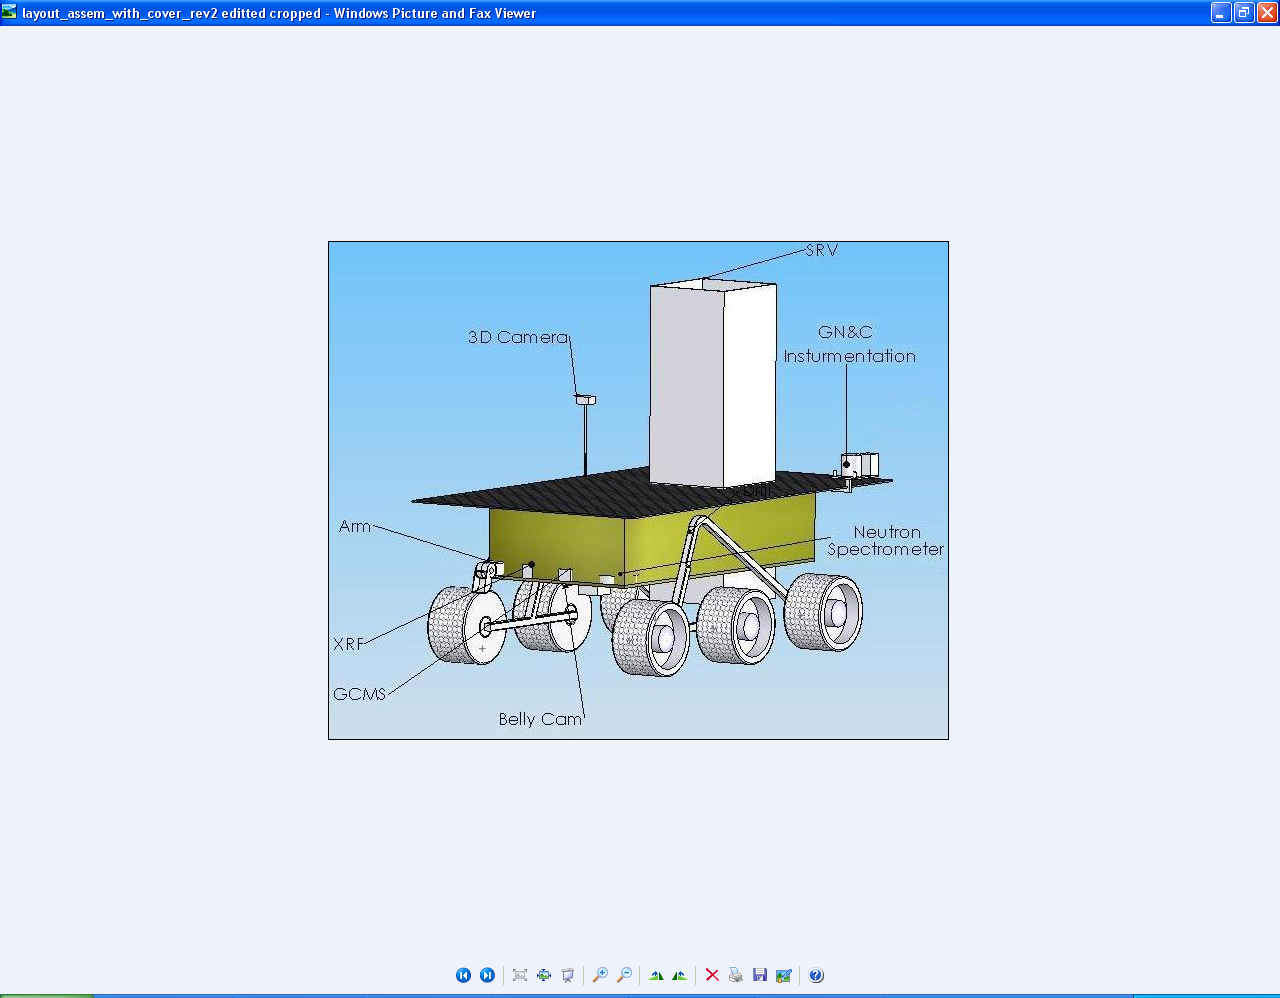 layout_assem_with_cover_rev2 editted cropped - Windows Picture and Fax Viewer
SRV
3D Camera
GN&C
Insturmentation
Drill
Arm
Neutron
Spectrometer
XRF
GCMS
Belly Cam